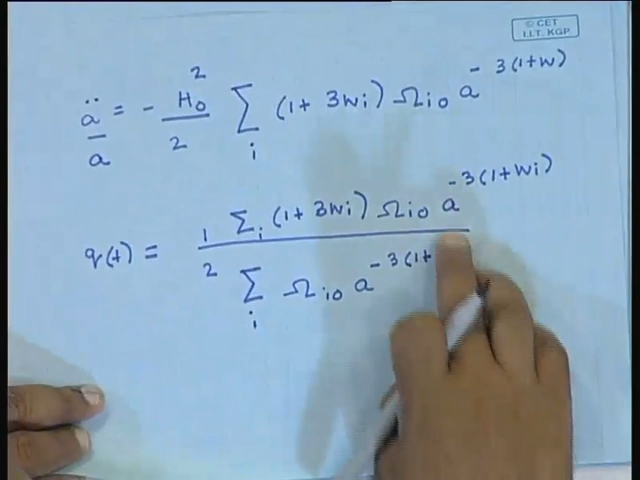 © CET
I.I.T. KGP
ä/a = - H₀²/2 Σᵢ (1 + 3wᵢ) Ωᵢ₀ a^{-3(1+w)}
q(t) = 1/2 Σᵢ (1 + 3wᵢ) Ωᵢ₀ a^{-3(1+wᵢ)}
Σᵢ Ωᵢ₀ a^{-3(1+